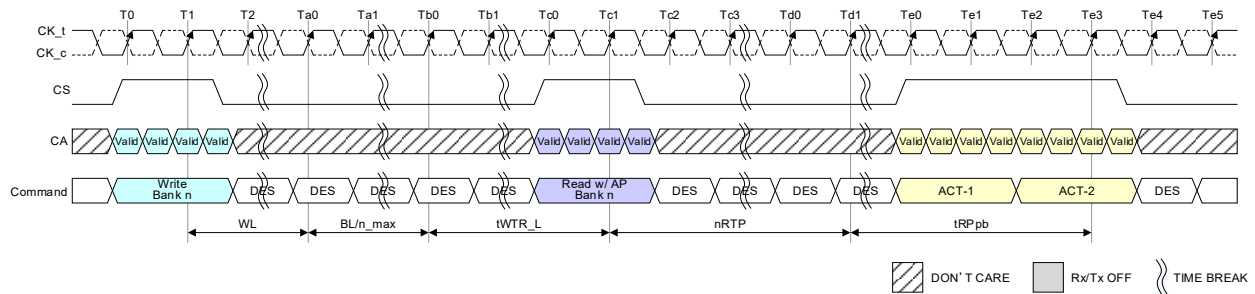 T0 T1 T2 Ta0 Ta1 Tb0 Tb1 Tc0 Tc1 Tc2 Tc3 Td0 Td1 Te0 Te1 Te2 Te3 Te4 Te5
CK_t
CK_c
CS
CA Valid Valid Valid Valid Valid Valid Valid Valid Valid Valid Valid Valid Valid Valid Valid Valid
Command Write Bank n DES DES DES DES DES Read w/ AP Bank n DES DES DES DES ACT-1 ACT-2 DES
WL BL/n_max tWTR_L nRTP tRPpb
DON'T CARE Rx/Tx OFF TIME BREAK